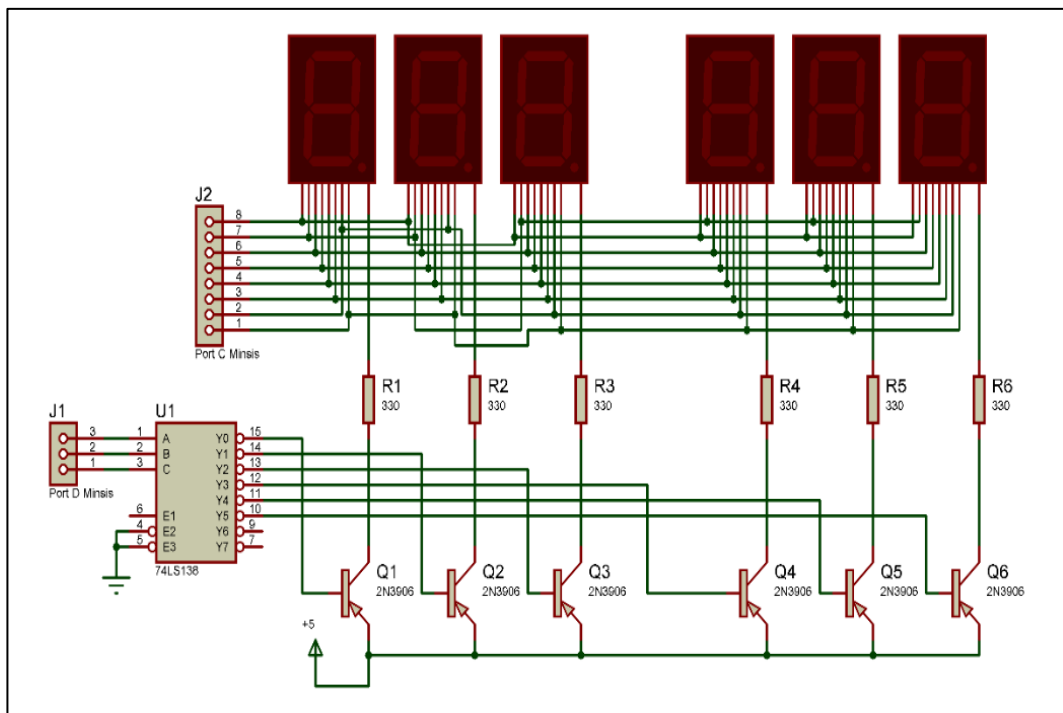 J2
8
7
6
5
4
3
2
1
Port C Minsis
R1
330
R2
330
R3
330
R4
330
R5
330
R6
330
J1
3
2
1
Port D Minsis
U1
1 A Y0 15
2 B Y1 14
3 C Y2 13
Y3 12
Y4 11
6 E1 Y5 10
4 E2 Y6 9
5 E3 Y7 7
74LS138
Q1
2N3906
Q2
2N3906
Q3
2N3906
Q4
2N3906
Q5
2N3906
Q6
2N3906
+5